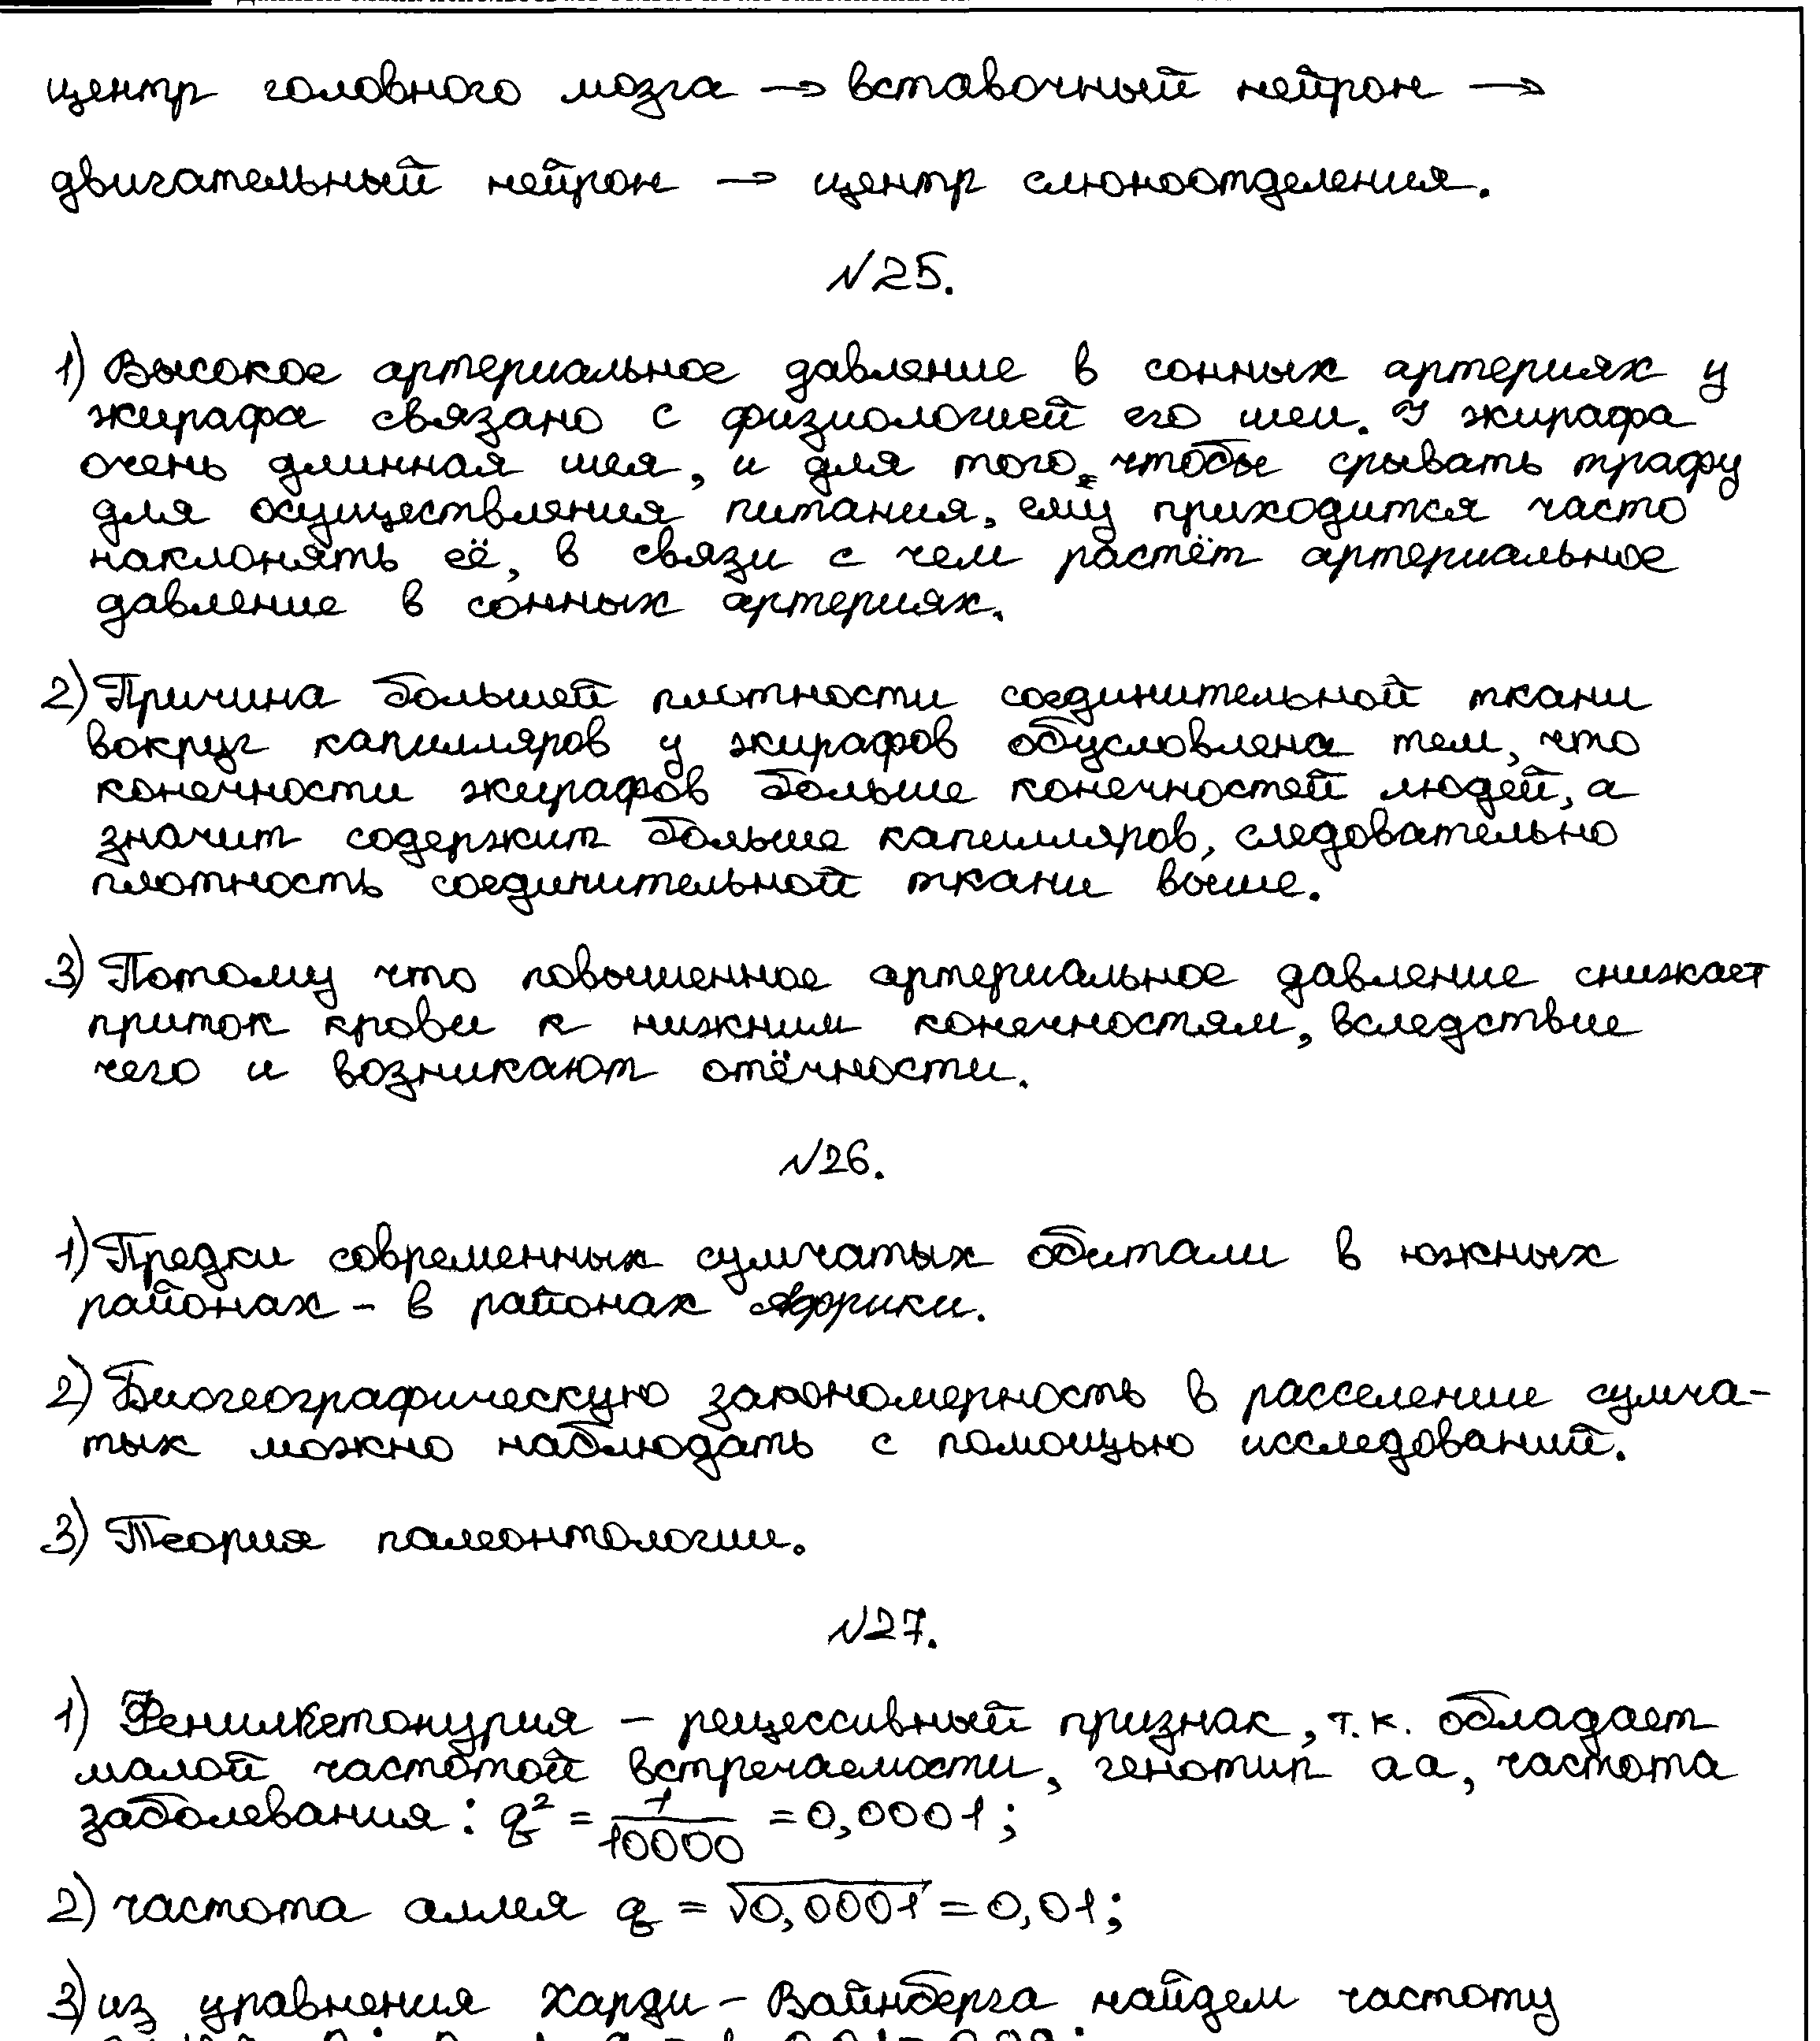 центр головного мозга → вставочный нейрон →
двигательный нейрон → центр слюноотделения.
№25.
1) Высокое артериальное давление в сонных артериях у
жирафа связано с физиологией его шеи. У жирафа
очень длинная шея, и для того, чтобы срывать трафу
для осуществления питания, ему приходится часто
наклонять её, в связи с чем растёт артериальное
давление в сонных артериях.
2) Причина большей плотности соединительной ткани
вокруг капилляров у жирафов обусловлена тем, что
конечности жирафов больше конечностей людей, а
значит содержит больше капилляров, следовательно
плотность соединительной ткани выше.
3) Потому что повышенное артериальное давление снижает
приток крови к нижним конечностям, вследствие
чего и возникают отёчности.
№26.
1) Предки современных сумчатых обитали в южных
районах - в районах Африки.
2) Биогеографическую закономерность в расселении сумча-
тых можно наблюдать с помощью исследований.
3) Теория палеонтологии.
№27.
1) Фенилкетонурия - рецессивный признак, т.к. обладает
малой частотой встречаемости, генотип аа, частота
заболевания: q² = 1/10000 = 0,0001;
2) частота аллея q = √0,0001 = 0,01;
3) из уравнения Харди - Вайнберга найдем частоту